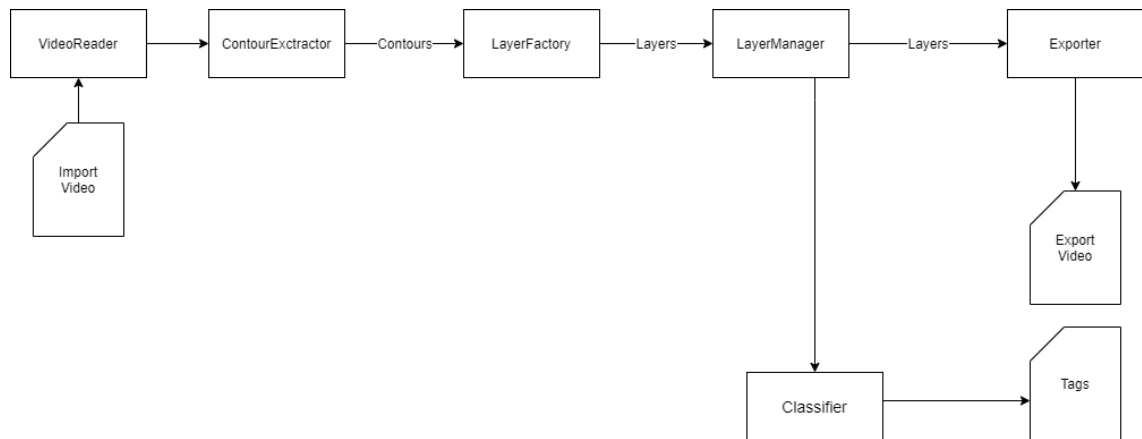 VideoReader
ContourExctractor
Contours
LayerFactory
Layers
LayerManager
Layers
Exporter
Import
Video
Export
Video
Classifier
Tags